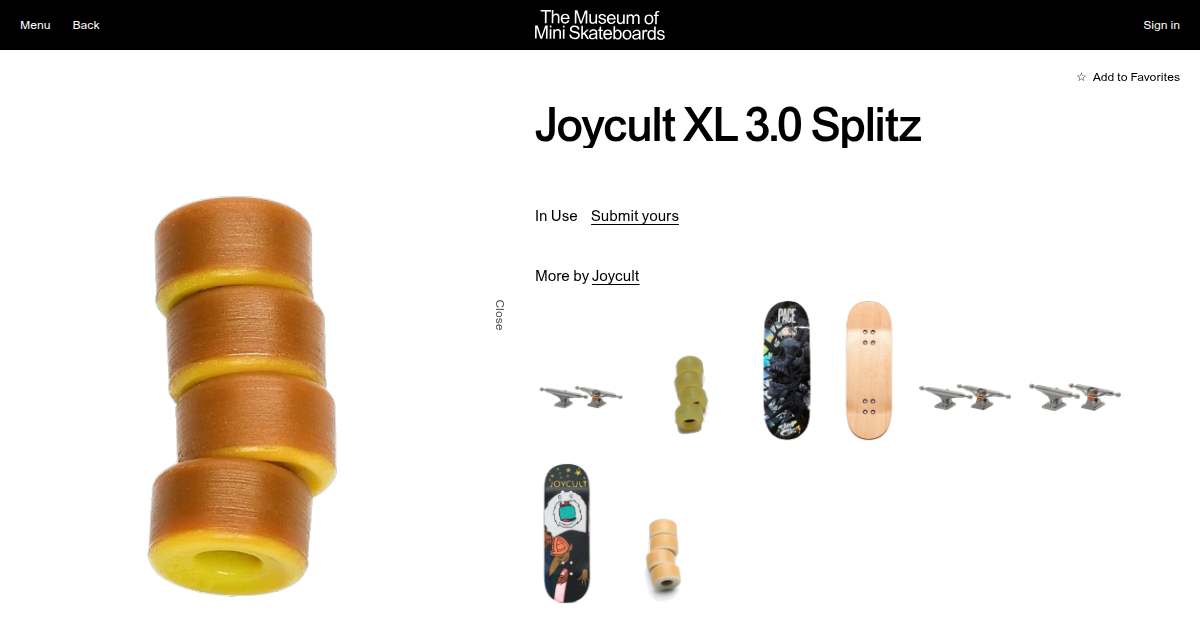 Menu
Back
The Museum of
Mini Skateboards
Sign in
☆ Add to Favorites
Joycult XL 3.0 Splitz
In Use
Submit yours
More by Joycult
Close
PACE
JOYCULT